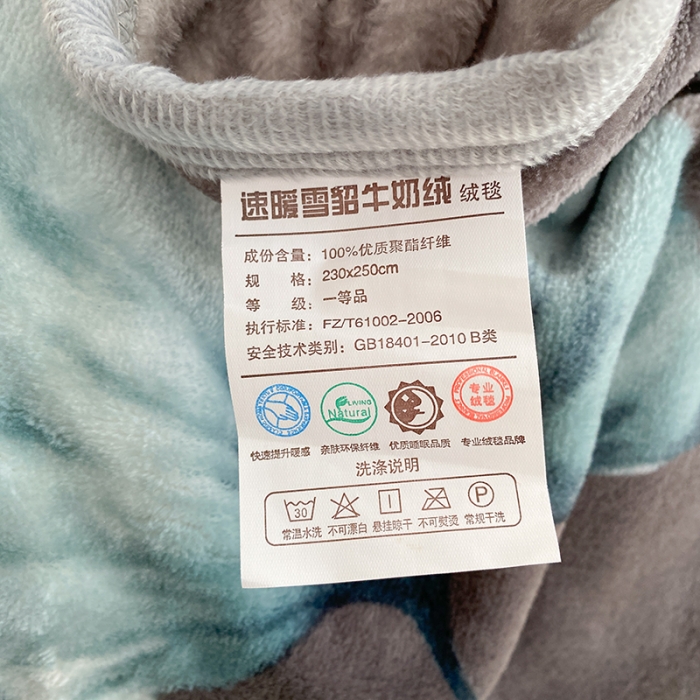 速暖雪貂牛奶绒 绒毯
成份含量：100%优质聚酯纤维
规 格：230x250cm
等 级：一等品
执行标准：FZ/T61002-2006
安全技术类别：GB18401-2010 B类
LIVING
Natural
专业
绒毯
快速提升暖感 亲肤环保纤维 优质睡眠品质 专业绒毯品牌
洗涤说明
30 P
常温水洗 不可漂白 悬挂晾干 不可熨烫 常规干洗